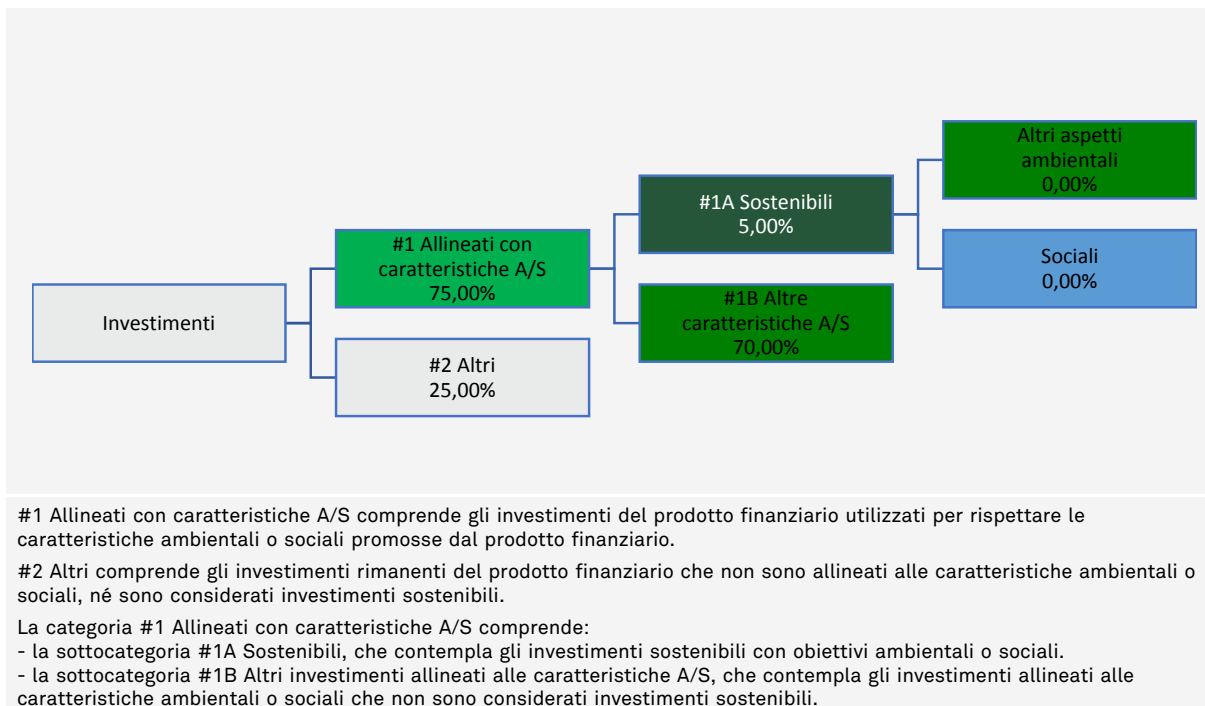 Investimenti
#1 Allineati con
caratteristiche A/S
75,00%
#2 Altri
25,00%
#1A Sostenibili
5,00%
#1B Altre
caratteristiche A/S
70,00%
Altri aspetti
ambientali
0,00%
Sociali
0,00%
#1 Allineati con caratteristiche A/S comprende gli investimenti del prodotto finanziario utilizzati per rispettare le
caratteristiche ambientali o sociali promosse dal prodotto finanziario.
#2 Altri comprende gli investimenti rimanenti del prodotto finanziario che non sono allineati alle caratteristiche ambientali o
sociali, né sono considerati investimenti sostenibili.
La categoria #1 Allineati con caratteristiche A/S comprende:
- la sottocategoria #1A Sostenibili, che contempla gli investimenti sostenibili con obiettivi ambientali o sociali.
- la sottocategoria #1B Altri investimenti allineati alle caratteristiche A/S, che contempla gli investimenti allineati alle
caratteristiche ambientali o sociali che non sono considerati investimenti sostenibili.